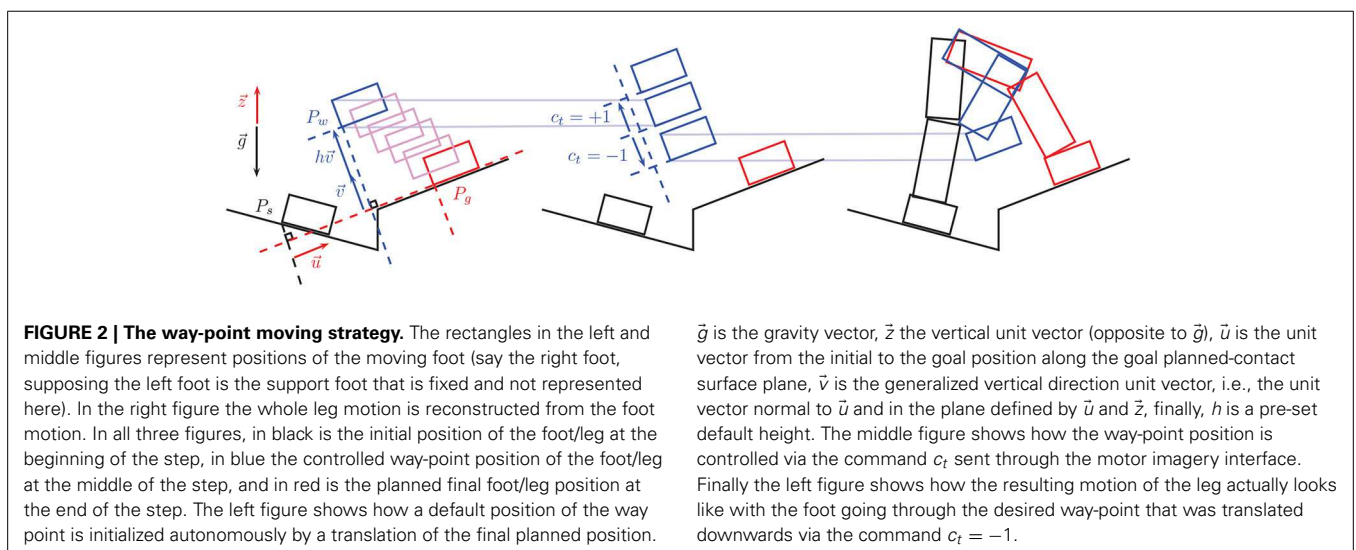 z⃗
g⃗
P_w
hv⃗
v⃗
P_s
u⃗
P_g
c_t = +1
c_t = −1
FIGURE 2 | The way-point moving strategy. The rectangles in the left and
middle figures represent positions of the moving foot (say the right foot,
supposing the left foot is the support foot that is fixed and not represented
here). In the right figure the whole leg motion is reconstructed from the foot
motion. In all three figures, in black is the initial position of the foot/leg at the
beginning of the step, in blue the controlled way-point position of the foot/leg
at the middle of the step, and in red is the planned final foot/leg position at
the end of the step. The left figure shows how a default position of the way
point is initialized autonomously by a translation of the final planned position.
g⃗ is the gravity vector, z⃗ the vertical unit vector (opposite to g⃗), u⃗ is the unit
vector from the initial to the goal position along the goal planned-contact
surface plane, v⃗ is the generalized vertical direction unit vector, i.e., the unit
vector normal to u⃗ and in the plane defined by u⃗ and z⃗, finally, h is a pre-set
default height. The middle figure shows how the way-point position is
controlled via the command c_t sent through the motor imagery interface.
Finally the left figure shows how the resulting motion of the leg actually looks
like with the foot going through the desired way-point that was translated
downwards via the command c_t = −1.